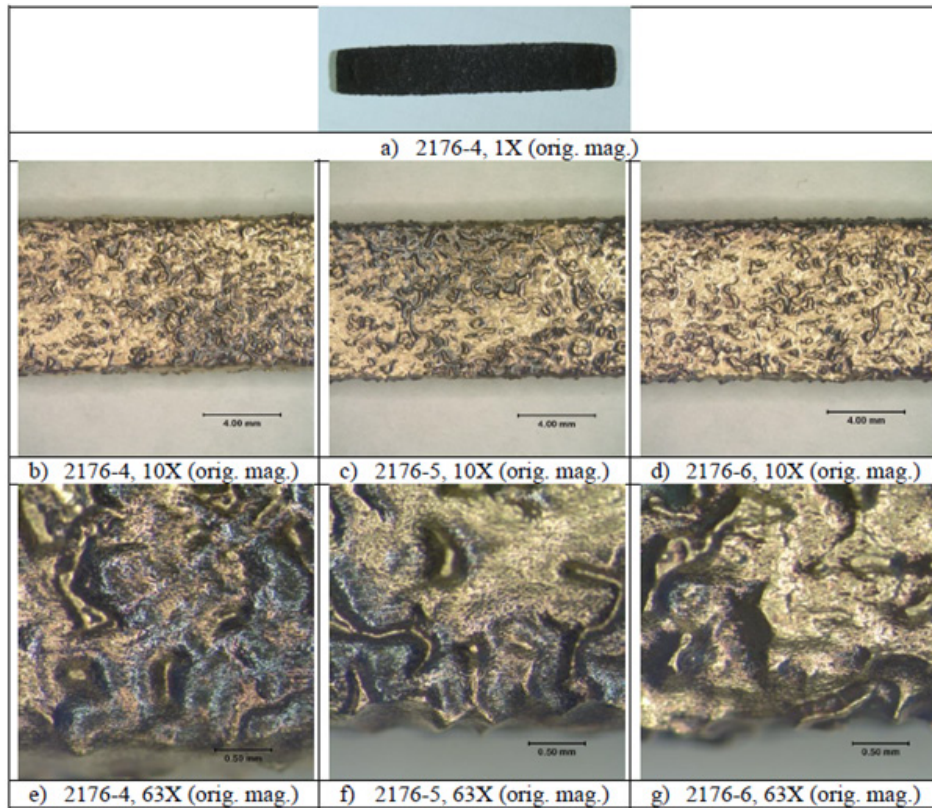 a) 2176-4, 1X (orig. mag.)
4.00 mm
4.00 mm
4.00 mm
b) 2176-4, 10X (orig. mag.)
c) 2176-5, 10X (orig. mag.)
d) 2176-6, 10X (orig. mag.)
0.50 mm
0.50 mm
0.50 mm
e) 2176-4, 63X (orig. mag.)
f) 2176-5, 63X (orig. mag.)
g) 2176-6, 63X (orig. mag.)